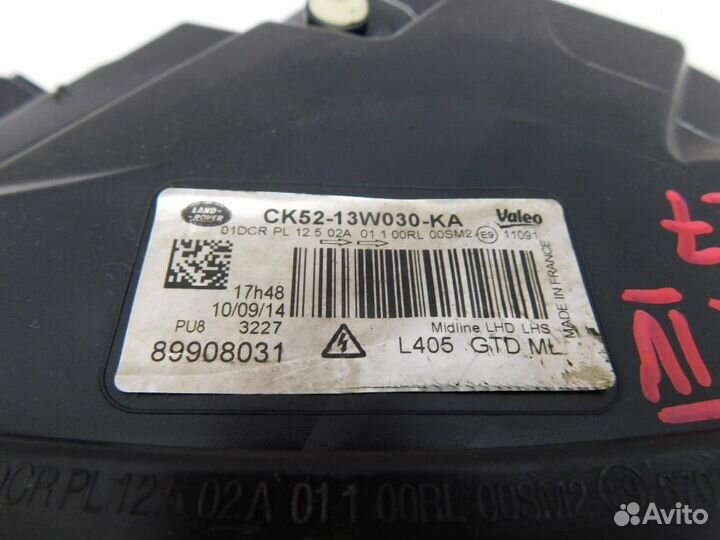 LAND-ROVER
CK52-13W030-KA Valeo
01DCR PL 12.5 02A 01 1 00RL 00SM2 E9 11091
17h48
10/09/14
PU8 3227
89908031
Midline LHD LHS
L405 GTD ML
MADE IN FRANCE
DCR PL 12.5 02A 01 1 00RL 00SM2
Avito